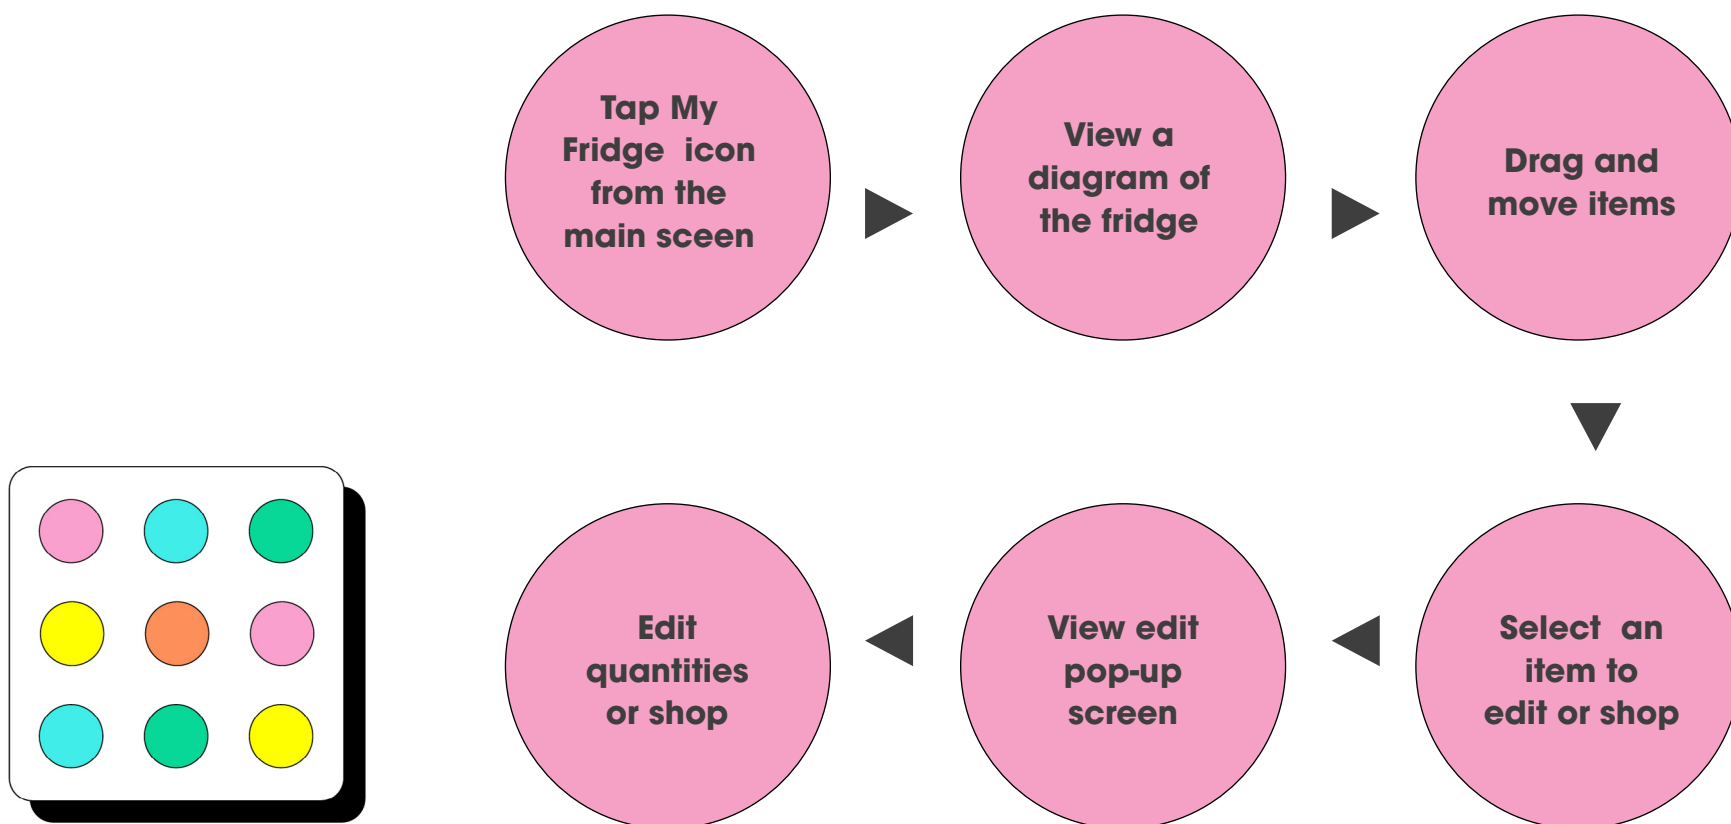 Tap My
Fridge  icon
from the
main sceen
View a
diagram of
the fridge
Drag and
move items
Select  an
item to
edit or shop
View edit
pop-up
screen
Edit
quantities
or shop